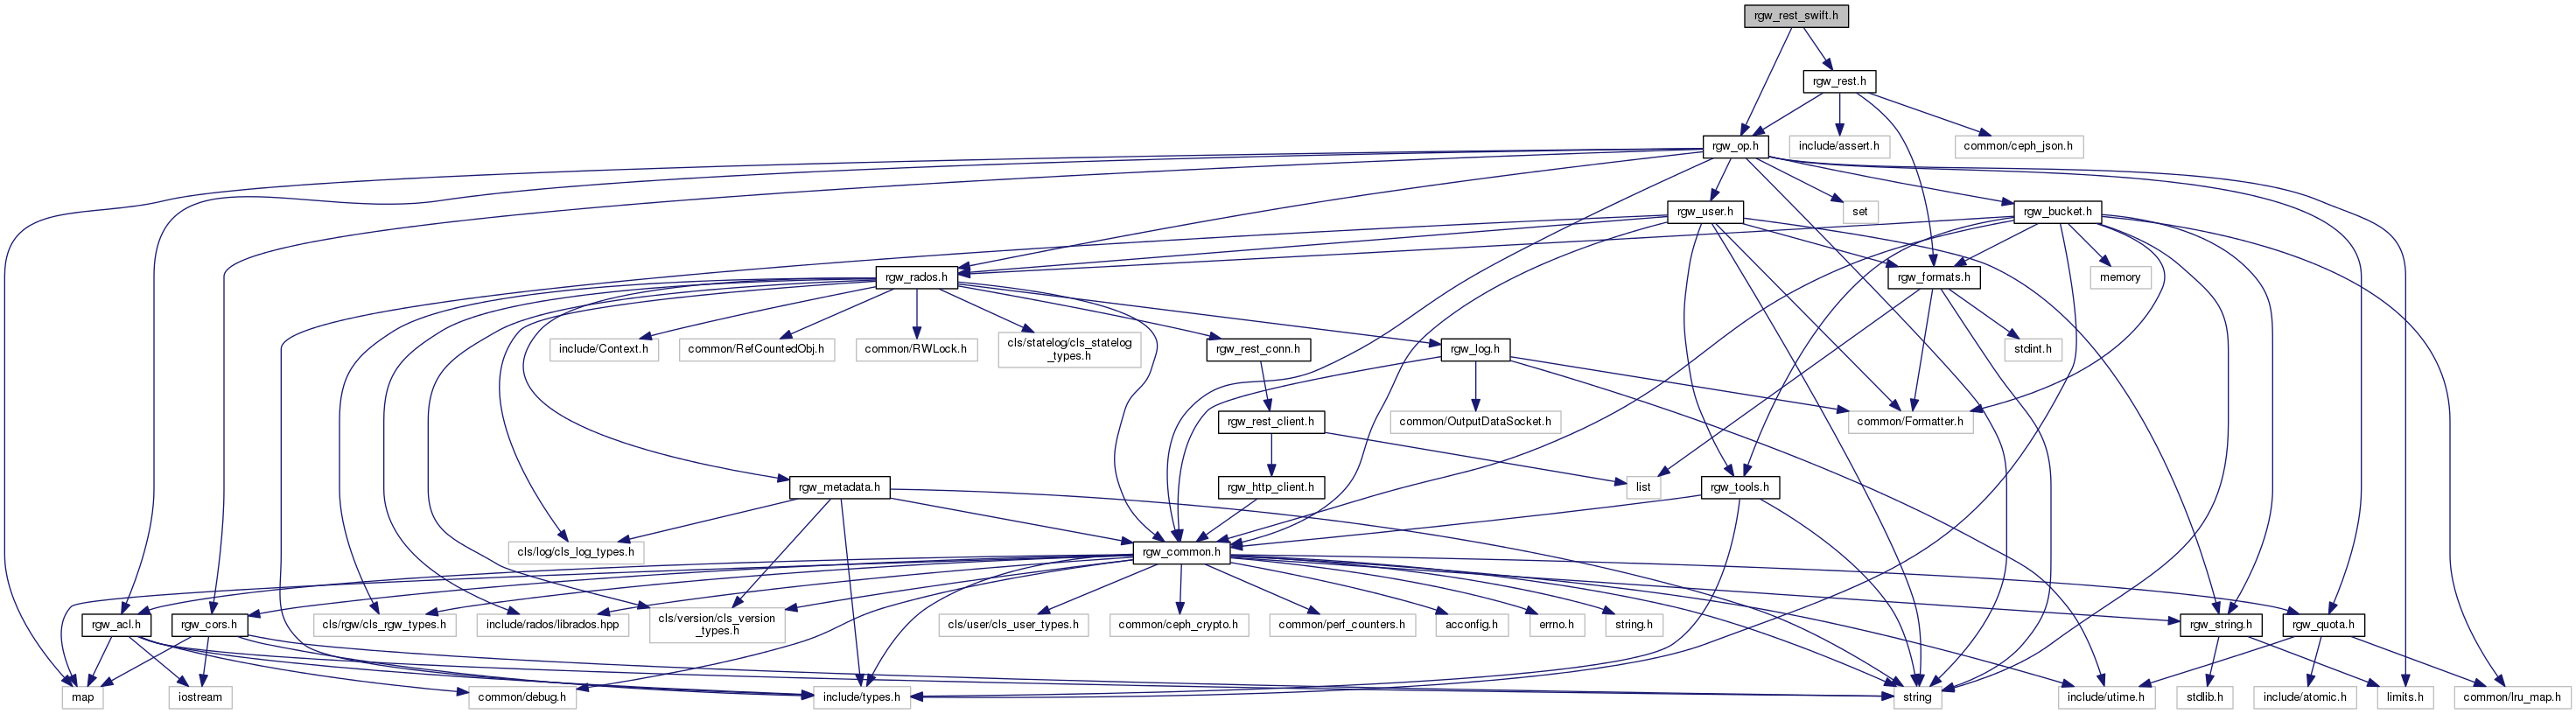 rgw_rest_swift.h
rgw_rest.h
rgw_op.h
include/assert.h
common/ceph_json.h
rgw_user.h
set
rgw_bucket.h
rgw_rados.h
rgw_formats.h
memory
include/Context.h
common/RefCountedObj.h
common/RWLock.h
cls/statelog/cls_statelog
_types.h
rgw_rest_conn.h
rgw_log.h
stdint.h
rgw_rest_client.h
common/OutputDataSocket.h
common/Formatter.h
rgw_metadata.h
rgw_http_client.h
list
rgw_tools.h
cls/log/cls_log_types.h
rgw_common.h
rgw_acl.h
rgw_cors.h
cls/rgw/cls_rgw_types.h
include/rados/librados.hpp
cls/version/cls_version
_types.h
cls/user/cls_user_types.h
common/ceph_crypto.h
common/perf_counters.h
acconfig.h
errno.h
string.h
rgw_string.h
rgw_quota.h
map
iostream
common/debug.h
include/types.h
string
include/utime.h
stdlib.h
include/atomic.h
limits.h
common/lru_map.h